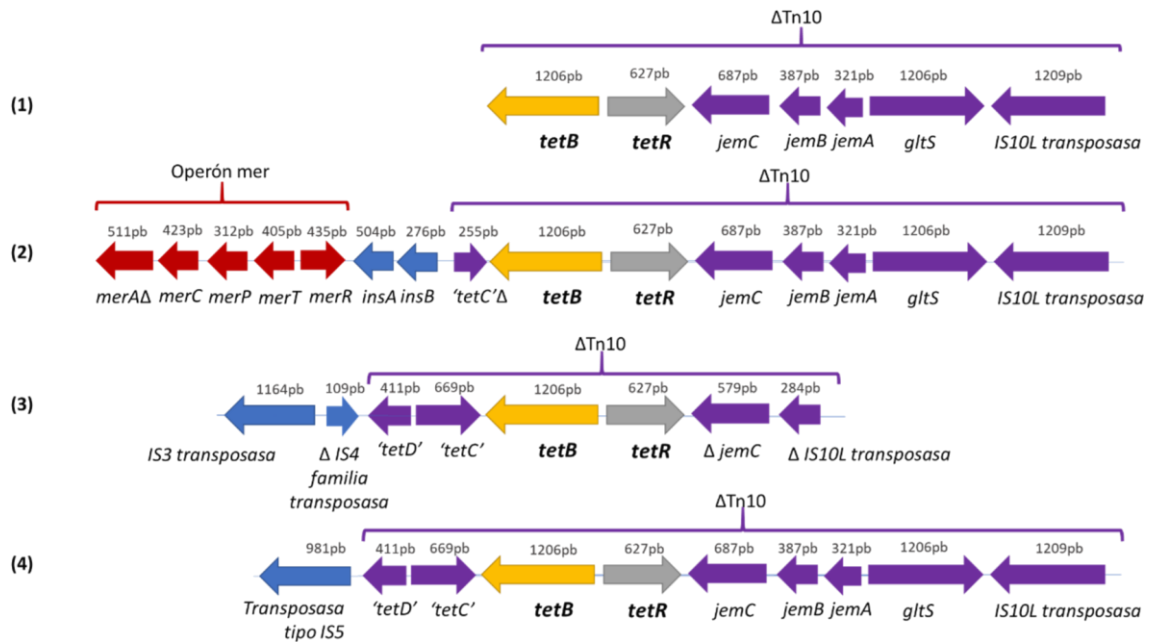 ΔTn10
1206pb 627pb 687pb 387pb 321pb 1206pb 1209pb
(1)
tetB tetR jemC jemB jemA gltS IS10L transposasa
Operón mer ΔTn10
511pb 423pb 312pb 405pb 435pb 504pb 276pb 255pb 1206pb 627pb 687pb 387pb 321pb 1206pb 1209pb
(2)
merAΔ merC merP merT merR insA insB ‘tetC’Δ tetB tetR jemC jemB jemA gltS IS10L transposasa
ΔTn10
1164pb 109pb 411pb 669pb 1206pb 627pb 579pb 284pb
(3)
IS3 transposasa Δ IS4 ‘tetD’ ‘tetC’ tetB tetR Δ jemC Δ IS10L transposasa
familia
transposasa
ΔTn10
981pb 411pb 669pb 1206pb 627pb 687pb 387pb 321pb 1206pb 1209pb
(4)
Transposasa ‘tetD’ ‘tetC’ tetB tetR jemC jemB jemA gltS IS10L transposasa
tipo IS5